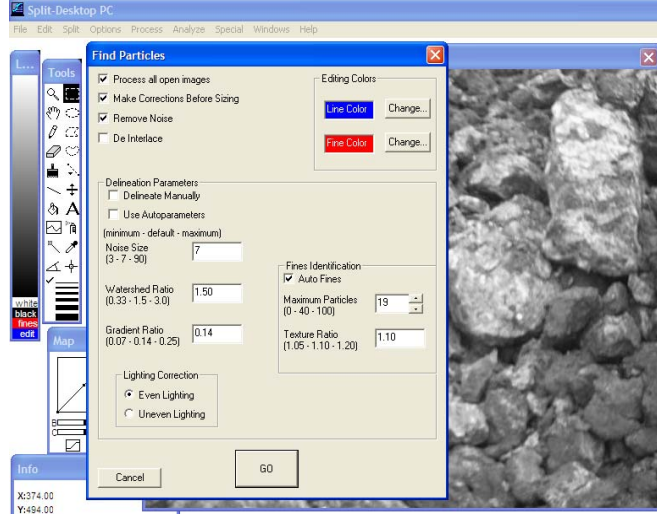 Split-Desktop PC
File Edit Split Options Process Analyze Special Windows Help
L...
Tools
white
black
fines
edit
Map
Info
X:374.00
Y:494.00
Find Particles
Process all open images
Make Corrections Before Sizing
Remove Noise
De Interlace
Editing Colors
Line Color Change...
Fine Color Change...
Delineation Parameters
Delineate Manually
Use Autoparameters
(minimum - default - maximum)
Noise Size 7
(3 - 7 - 90)
Watershed Ratio 1.50
(0.33 - 1.5 - 3.0)
Gradient Ratio 0.14
(0.07 - 0.14 - 0.25)
Fines Identification
Auto Fines
Maximum Particles 19
(0 - 40 - 100)
Texture Ratio 1.10
(1.05 - 1.10 - 1.20)
Lighting Correction
Even Lighting
Uneven Lighting
Cancel
GO